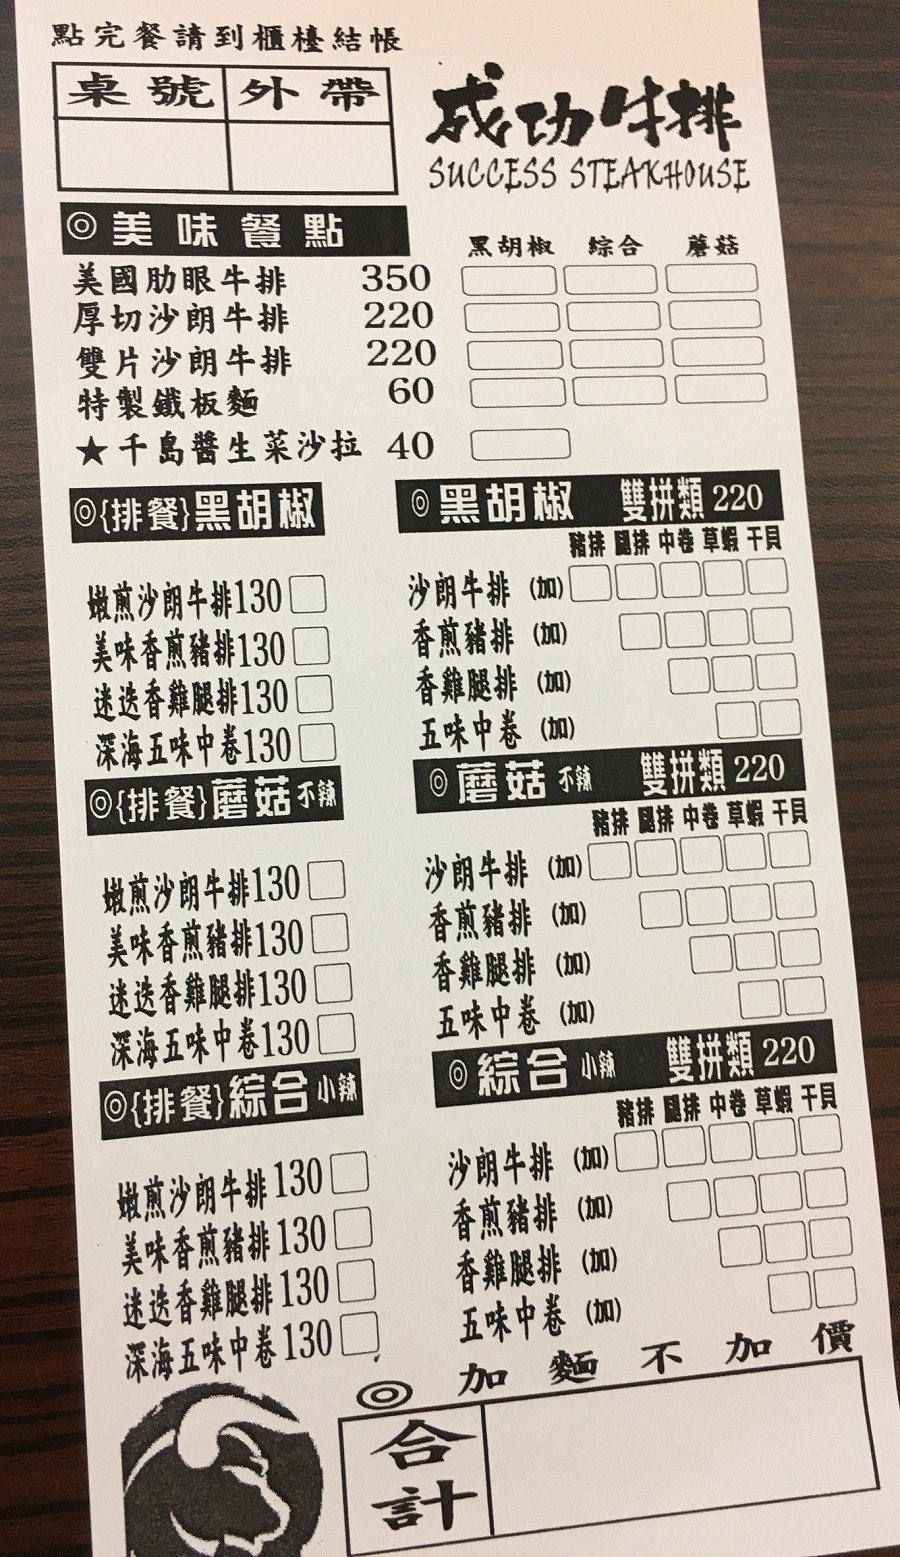 點完餐請到櫃檯結帳
桌號 外帶
成功牛排
SUCCESS STEAKHOUSE
◎美味餐點
黑胡椒 綜合 蘑菇
美國肋眼牛排 350
厚切沙朗牛排 220
雙片沙朗牛排 220
特製鐵板麵 60
★千島醬生菜沙拉 40
◎{排餐}黑胡椒
嫩煎沙朗牛排130
美味香煎豬排130
迷迭香雞腿排130
深海五味中卷130
◎黑胡椒 雙拼類 220
豬排 腿排 中卷 草蝦 干貝
沙朗牛排 (加)
香煎豬排 (加)
香雞腿排 (加)
五味中卷 (加)
◎{排餐}蘑菇 不辣
嫩煎沙朗牛排130
美味香煎豬排130
迷迭香雞腿排130
深海五味中卷130
◎蘑菇 不辣 雙拼類 220
豬排 腿排 中卷 草蝦 干貝
沙朗牛排 (加)
香煎豬排 (加)
香雞腿排 (加)
五味中卷 (加)
◎{排餐}綜合 小辣
嫩煎沙朗牛排130
美味香煎豬排130
迷迭香雞腿排130
深海五味中卷130
◎綜合 小辣 雙拼類 220
豬排 腿排 中卷 草蝦 干貝
沙朗牛排 (加)
香煎豬排 (加)
香雞腿排 (加)
五味中卷 (加)
◎加麵不加價
合計